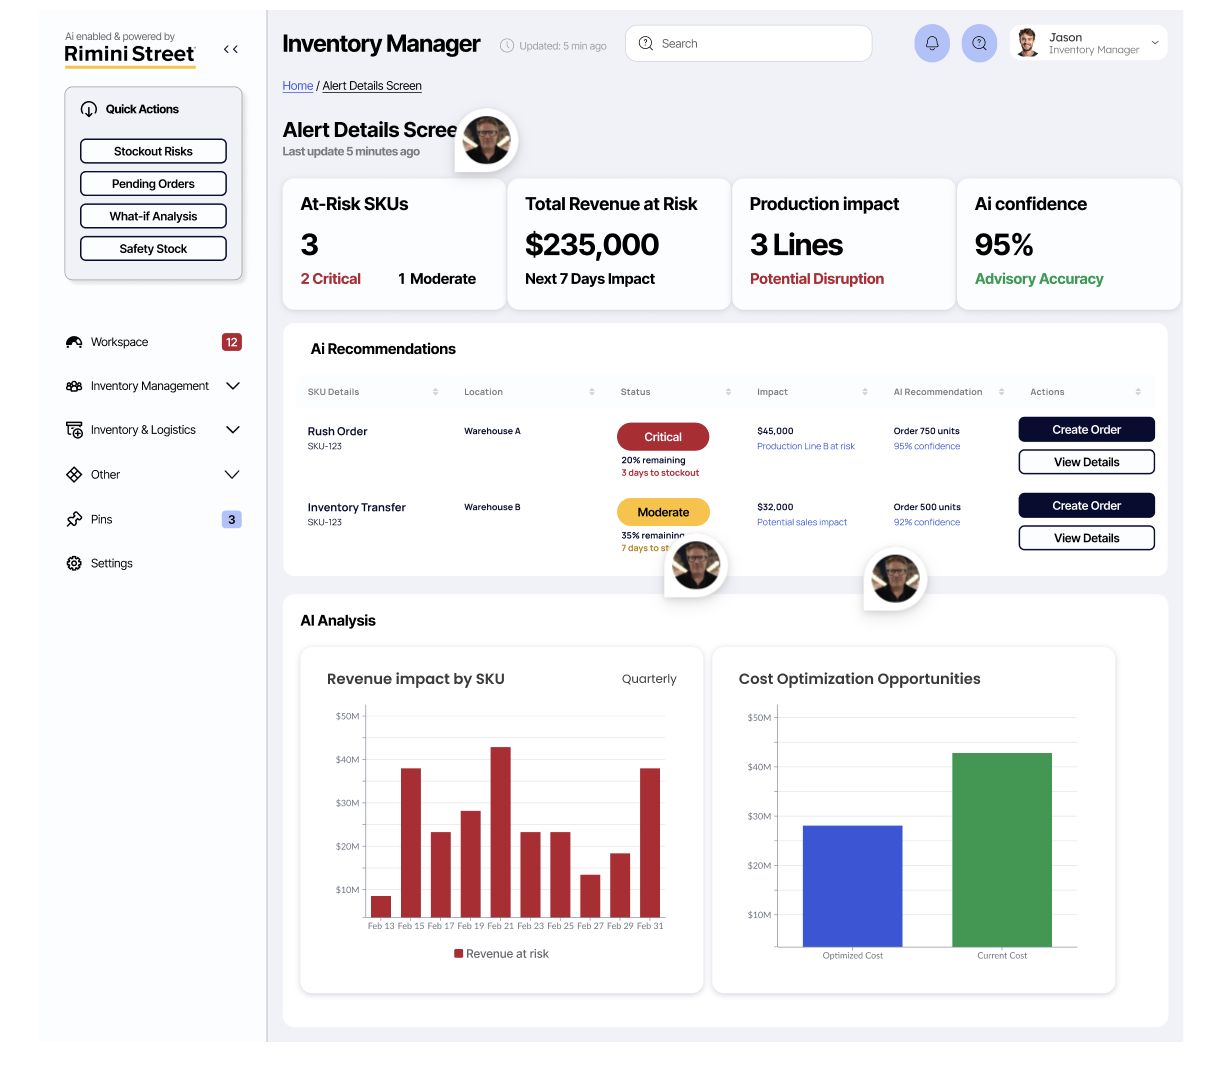 Ai enabled & powered by
Rimini Street
Quick Actions
Stockout Risks
Pending Orders
What-if Analysis
Safety Stock
Workspace 12
Inventory Management
Inventory & Logistics
Other
Pins 3
Settings
Inventory Manager
Updated: 5 min ago
Search
Jason
Inventory Manager
Home / Alert Details Screen
Alert Details Scree
Last update 5 minutes ago
At-Risk SKUs
3
2 Critical 1 Moderate
Total Revenue at Risk
$235,000
Next 7 Days Impact
Production impact
3 Lines
Potential Disruption
Ai confidence
95%
Advisory Accuracy
Ai Recommendations
SKU Details Location Status Impact AI Recommendation Actions
Rush Order
SKU-123
Warehouse A
Critical
20% remaining
3 days to stockout
$45,000
Production Line B at risk
Order 750 units
95% confidence
Create Order
View Details
Inventory Transfer
SKU-123
Warehouse B
Moderate
35% remaining
7 days to st
$32,000
Potential sales impact
Order 500 units
92% confidence
Create Order
View Details
AI Analysis
Revenue impact by SKU
Quarterly
$50M
$40M
$30M
$20M
$10M
Feb 13 Feb 15 Feb 17 Feb 19 Feb 21 Feb 23 Feb 25 Feb 27 Feb 29 Feb 31
Revenue at risk
Cost Optimization Opportunities
$50M
$40M
$30M
$20M
$10M
Optimized Cost Current Cost